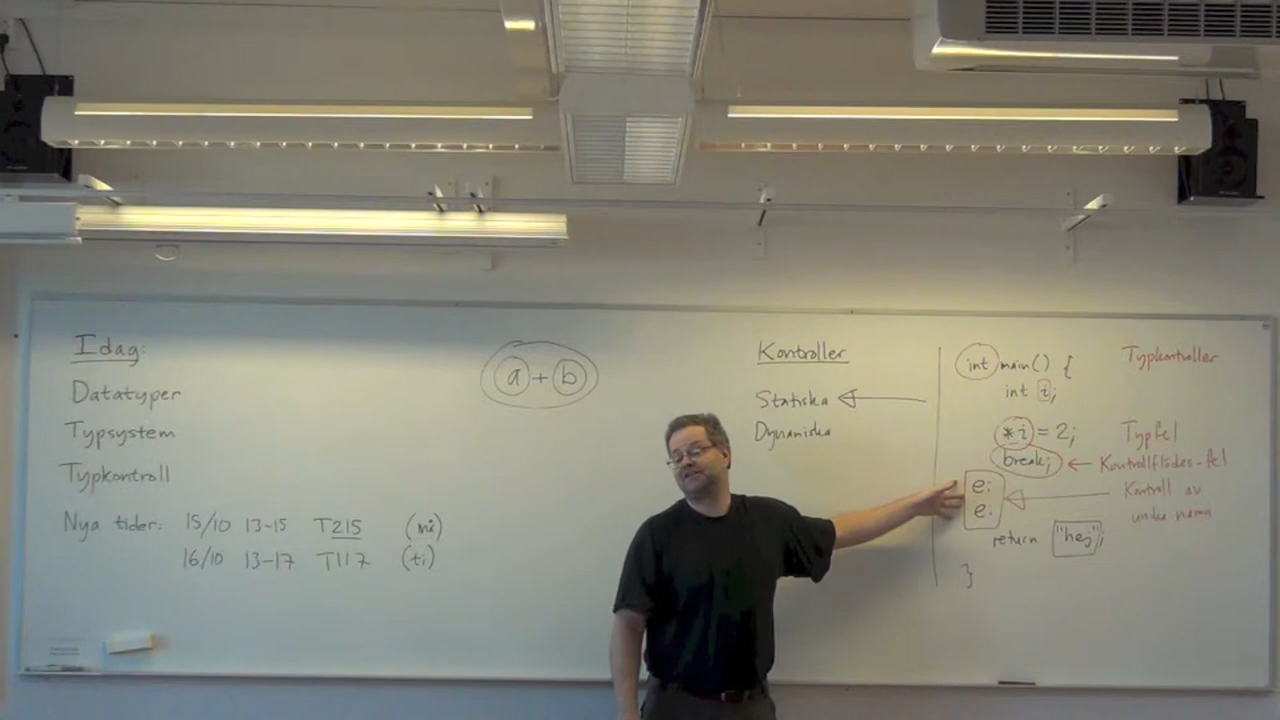 Idag:
Datatyper
Typsystem
Typkontroll
Nya tider: 15/10 13-15 T215 (må)
16/10 13-17 T117 (ti)
a + b
Kontroller
Statiska
Dynamiska
int main() {
int i;
*i = 2;
break;
e:
e:
return "hej";
}
Typkontroller
Typfel
Kontrollflödes-fel
Kontroll av
unika namn